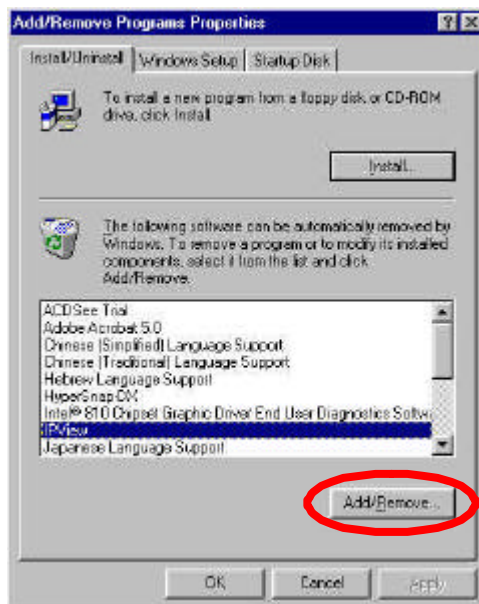 Add/Remove Programs Properties
Install/Uninstall Windows Setup Startup Disk
To install a new program from a floppy disk or CD-ROM
drive, click Install.
Install...
The following software can be automatically removed by
Windows. To remove a program or to modify its installed
components, select it from the list and click
Add/Remove.
ACDSee Trial
Adobe Acrobat 5.0
Chinese (Simplified) Language Support
Chinese (Traditional) Language Support
Hebrew Language Support
HyperSnap-DX
Intel® 810 Chipset Graphic Driver End User Diagnostics Softwa
IPView
Japanese Language Support
Add/Remove...
OK Cancel Apply